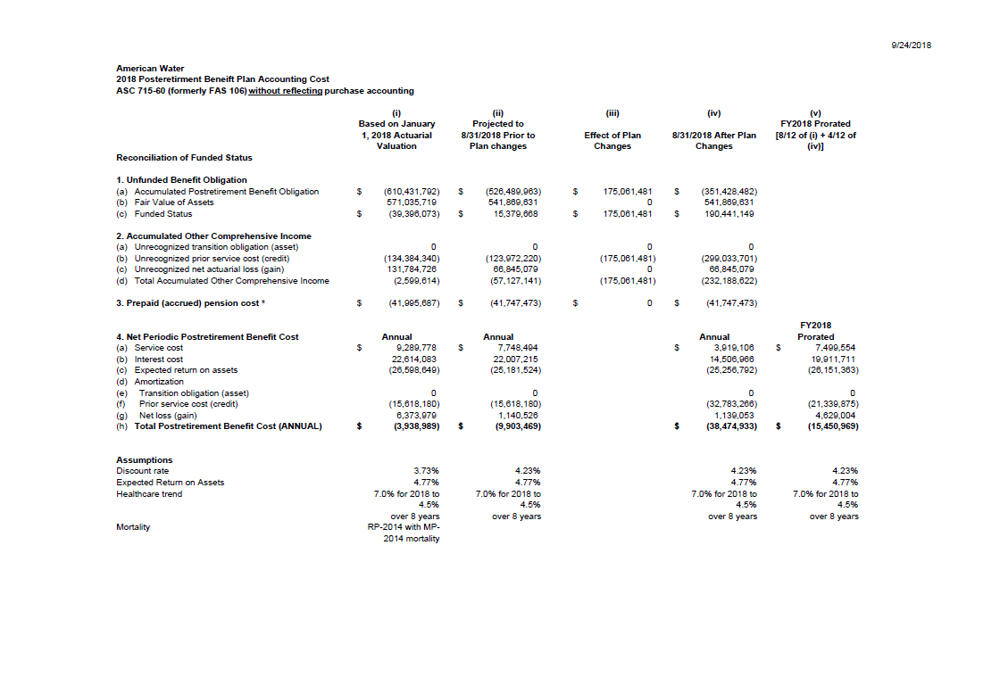 9/24/2018
American Water
2018 Posteretirment Beneift Plan Accounting Cost
ASC 715-60 (formerly FAS 106) without reflecting purchase accounting
(i) (ii) (iii) (iv) (v)
Based on January Projected to FY2018 Prorated
1, 2018 Actuarial 8/31/2018 Prior to Effect of Plan 8/31/2018 After Plan [8/12 of (i) + 4/12 of
Valuation Plan changes Changes Changes (iv)]
Reconciliation of Funded Status
1. Unfunded Benefit Obligation
(a) Accumulated Postretirement Benefit Obligation $ (610,431,792) $ (526,489,963) $ 175,061,481 $ (351,428,482)
(b) Fair Value of Assets 571,035,719 541,869,631 0 541,869,631
(c) Funded Status $ (39,396,073) $ 15,379,668 $ 175,061,481 $ 190,441,149
2. Accumulated Other Comprehensive Income
(a) Unrecognized transition obligation (asset) 0 0 0 0
(b) Unrecognized prior service cost (credit) (134,384,340) (123,972,220) (175,061,481) (299,033,701)
(c) Unrecognized net actuarial loss (gain) 131,784,726 66,845,079 0 66,845,079
(d) Total Accumulated Other Comprehensive Income (2,599,614) (57,127,141) (175,061,481) (232,188,622)
3. Prepaid (accrued) pension cost * $ (41,995,687) $ (41,747,473) $ 0 $ (41,747,473)
FY2018
4. Net Periodic Postretirement Benefit Cost Annual Annual Annual Prorated
(a) Service cost $ 9,289,778 $ 7,748,494 $ 3,919,106 $ 7,499,554
(b) Interest cost 22,614,083 22,007,215 14,506,966 19,911,711
(c) Expected return on assets (26,598,649) (25,181,524) (25,256,792) (26,151,363)
(d) Amortization
(e) Transition obligation (asset) 0 0 0 0
(f) Prior service cost (credit) (15,618,180) (15,618,180) (32,783,266) (21,339,875)
(g) Net loss (gain) 6,373,979 1,140,526 1,139,053 4,629,004
(h) Total Postretirement Benefit Cost (ANNUAL) $ (3,938,989) $ (9,903,469) $ (38,474,933) $ (15,450,969)
Assumptions
Discount rate 3.73% 4.23% 4.23% 4.23%
Expected Return on Assets 4.77% 4.77% 4.77% 4.77%
Healthcare trend 7.0% for 2018 to 7.0% for 2018 to 7.0% for 2018 to 7.0% for 2018 to
4.5% 4.5% 4.5% 4.5%
over 8 years over 8 years over 8 years over 8 years
Mortality RP-2014 with MP-
2014 mortality